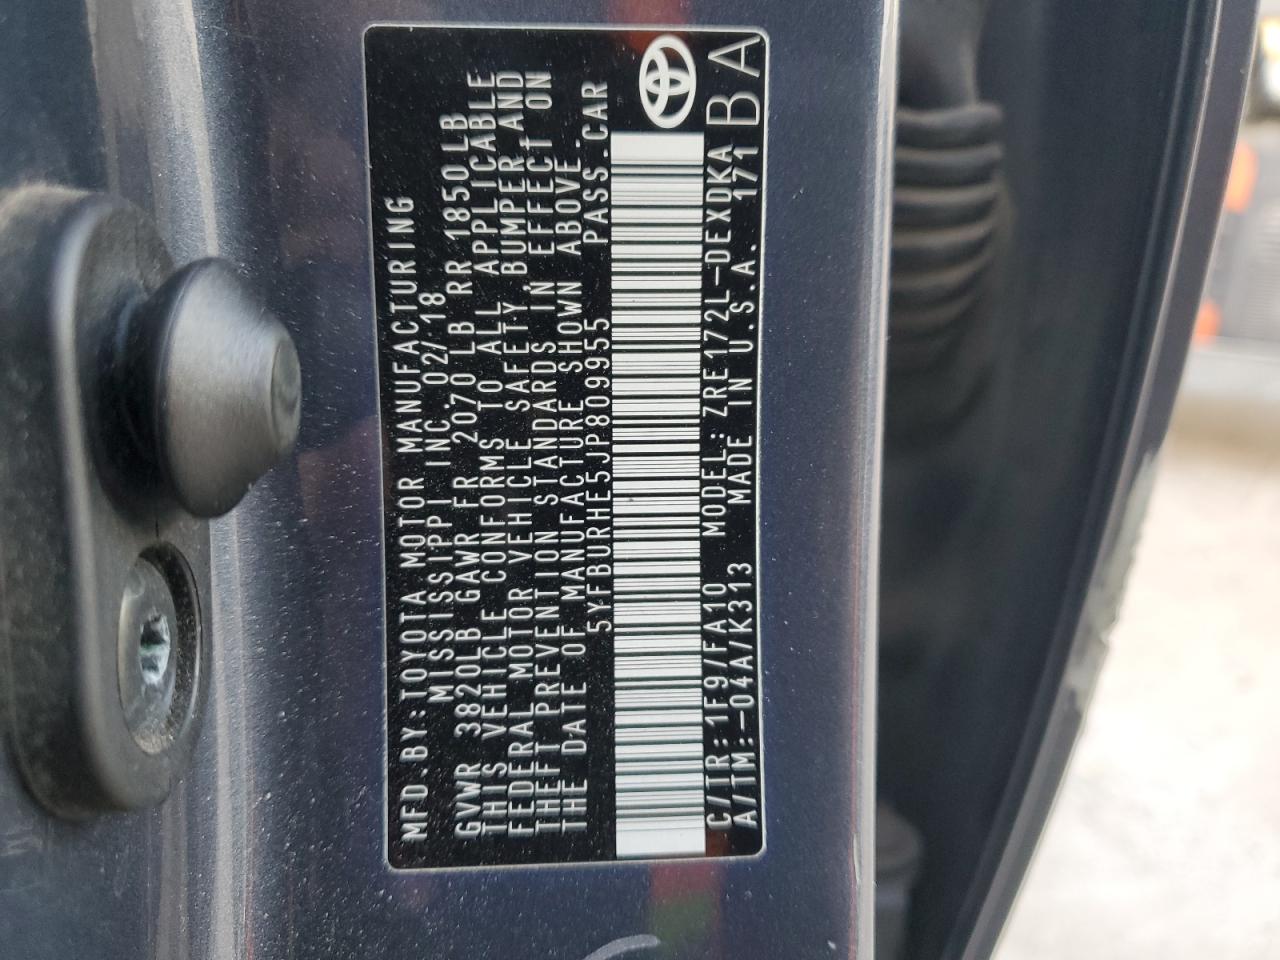 MFD.BY:TOYOTA MOTOR MANUFACTURING
MISSISSIPPI INC. 02/18
GVWR 3820LB GAWR FR 2070 LB RR 1850LB
THIS VEHICLE CONFORMS TO ALL APPLICABLE
FEDERAL MOTOR VEHICLE SAFETY, BUMPER AND
THEFT PREVENTION STANDARDS IN EFFECT ON
THE DATE OF MANUFACTURE SHOWN ABOVE.
5YFBURHE5JP809955 PASS.CAR
C/TR:1F9/FA10 MODEL:ZRE172L-DEXDKA BA
A/TM:-04A/K313 MADE IN U.S.A. 171